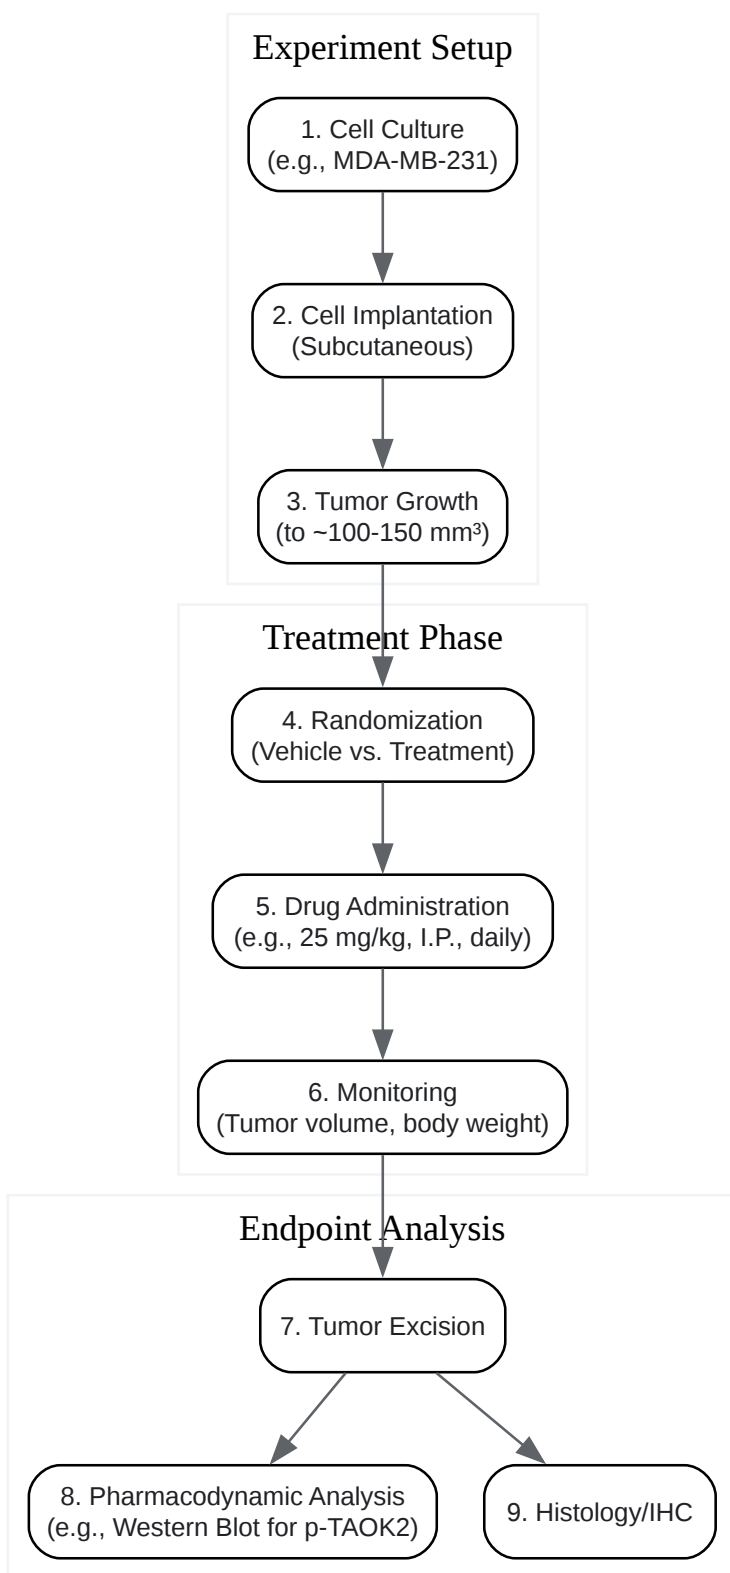 Experiment Setup
1. Cell Culture
(e.g., MDA-MB-231)
2. Cell Implantation
(Subcutaneous)
3. Tumor Growth
(to ~100-150 mm³)
Treatment Phase
4. Randomization
(Vehicle vs. Treatment)
5. Drug Administration
(e.g., 25 mg/kg, I.P., daily)
6. Monitoring
(Tumor volume, body weight)
Endpoint Analysis
7. Tumor Excision
8. Pharmacodynamic Analysis
(e.g., Western Blot for p-TAOK2)
9. Histology/IHC